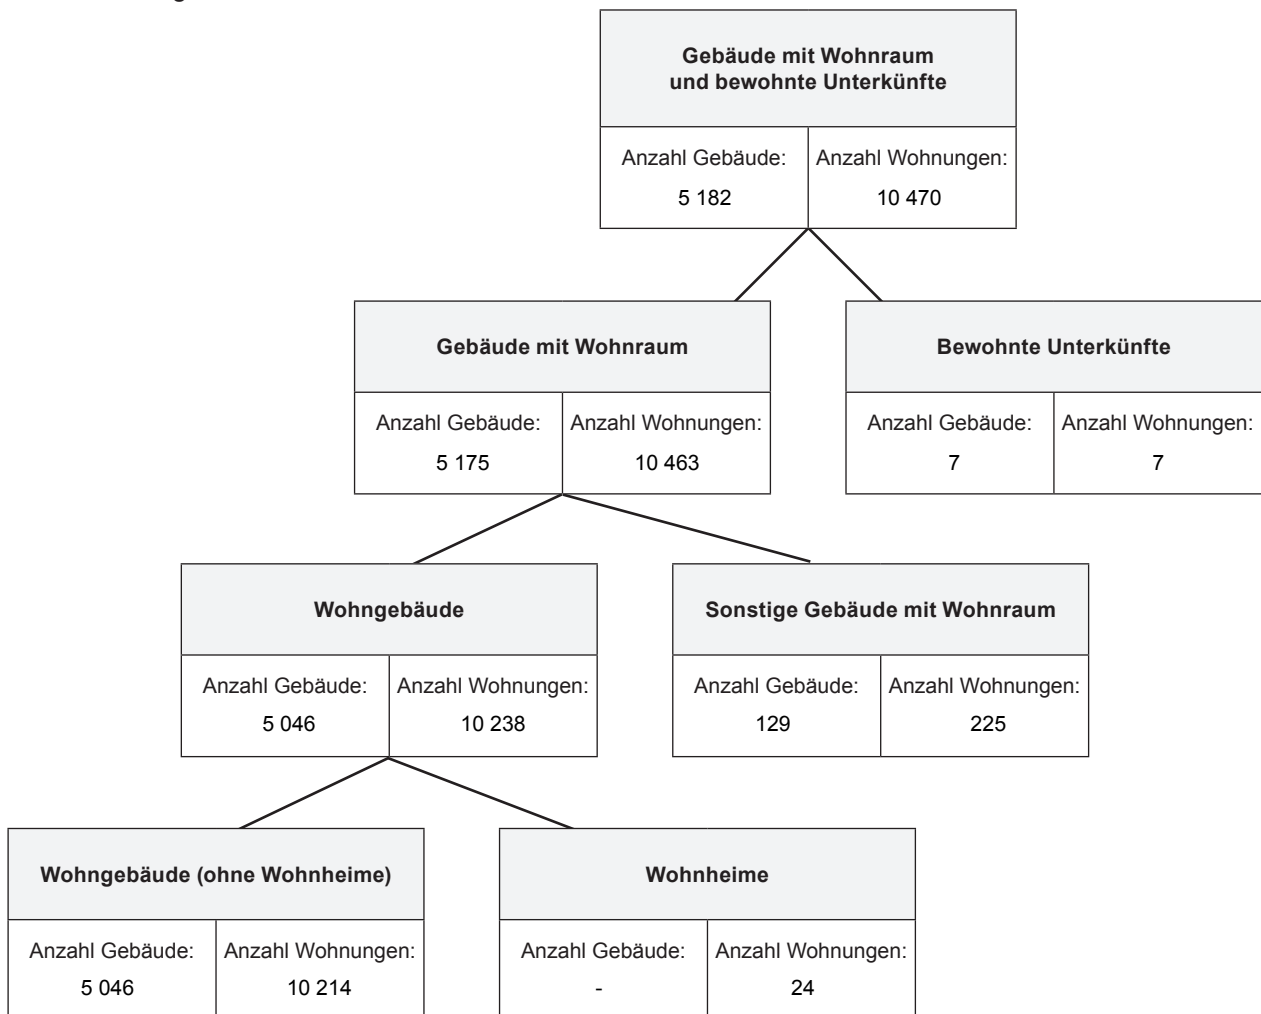 Gebäude mit Wohnraum
und bewohnte Unterkünfte
Anzahl Gebäude: Anzahl Wohnungen:
5 182 10 470
Gebäude mit Wohnraum
Bewohnte Unterkünfte
Anzahl Gebäude: Anzahl Wohnungen:
5 175 10 463
Anzahl Gebäude: Anzahl Wohnungen:
7 7
Wohngebäude
Sonstige Gebäude mit Wohnraum
Anzahl Gebäude: Anzahl Wohnungen:
5 046 10 238
Anzahl Gebäude: Anzahl Wohnungen:
129 225
Wohngebäude (ohne Wohnheime)
Wohnheime
Anzahl Gebäude: Anzahl Wohnungen:
5 046 10 214
Anzahl Gebäude: Anzahl Wohnungen:
- 24